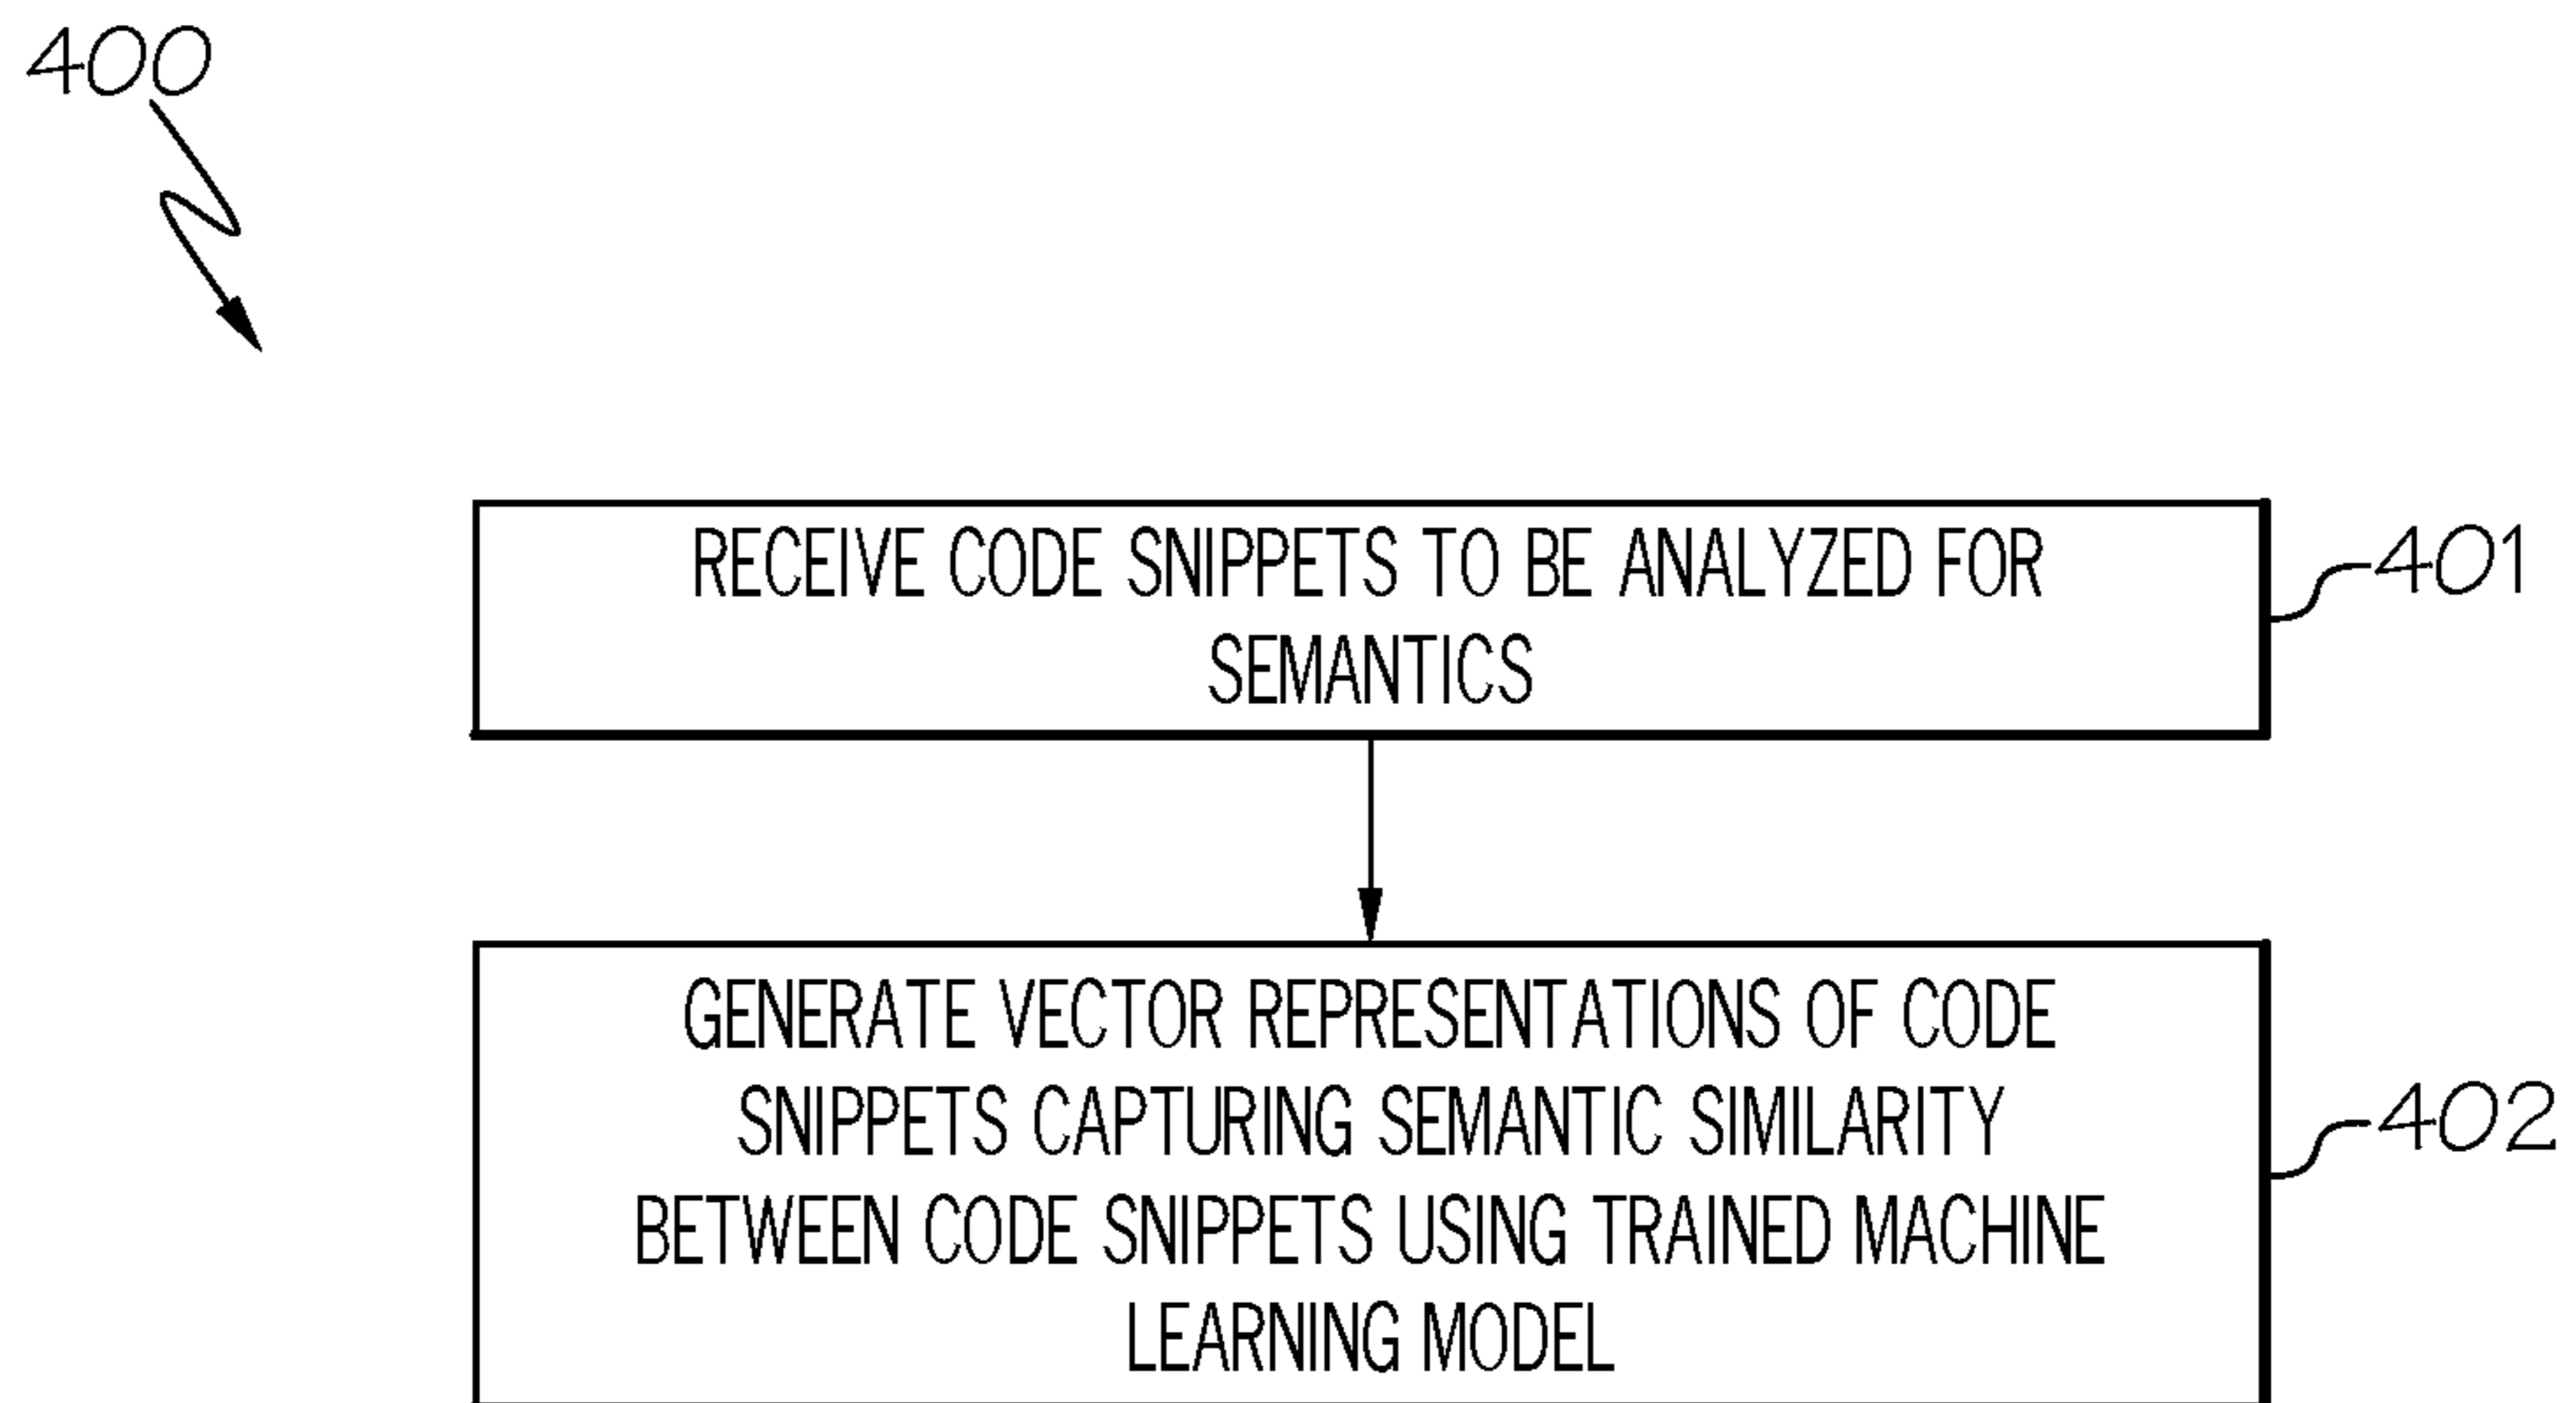 400
RECEIVE CODE SNIPPETS TO BE ANALYZED FOR
SEMANTICS
401
GENERATE VECTOR REPRESENTATIONS OF CODE
SNIPPETS CAPTURING SEMANTIC SIMILARITY
BETWEEN CODE SNIPPETS USING TRAINED MACHINE
LEARNING MODEL
402